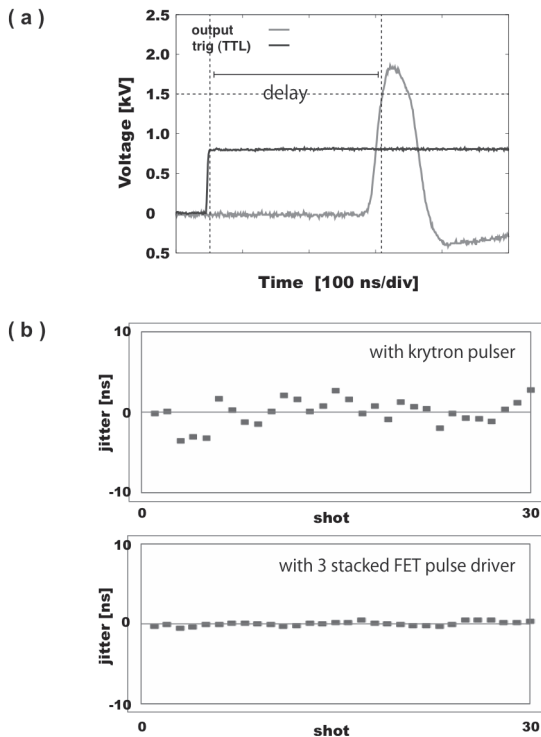 ( a )
2.5
2.0
1.5
1.0
0.5
0
0.5
Voltage [kV]
output
trig (TTL)
delay
Time [100 ns/div]
( b )
10
0
-10
jitter [ns]
with krytron pulser
0
shot
30
10
0
-10
jitter [ns]
with 3 stacked FET pulse driver
0
shot
30